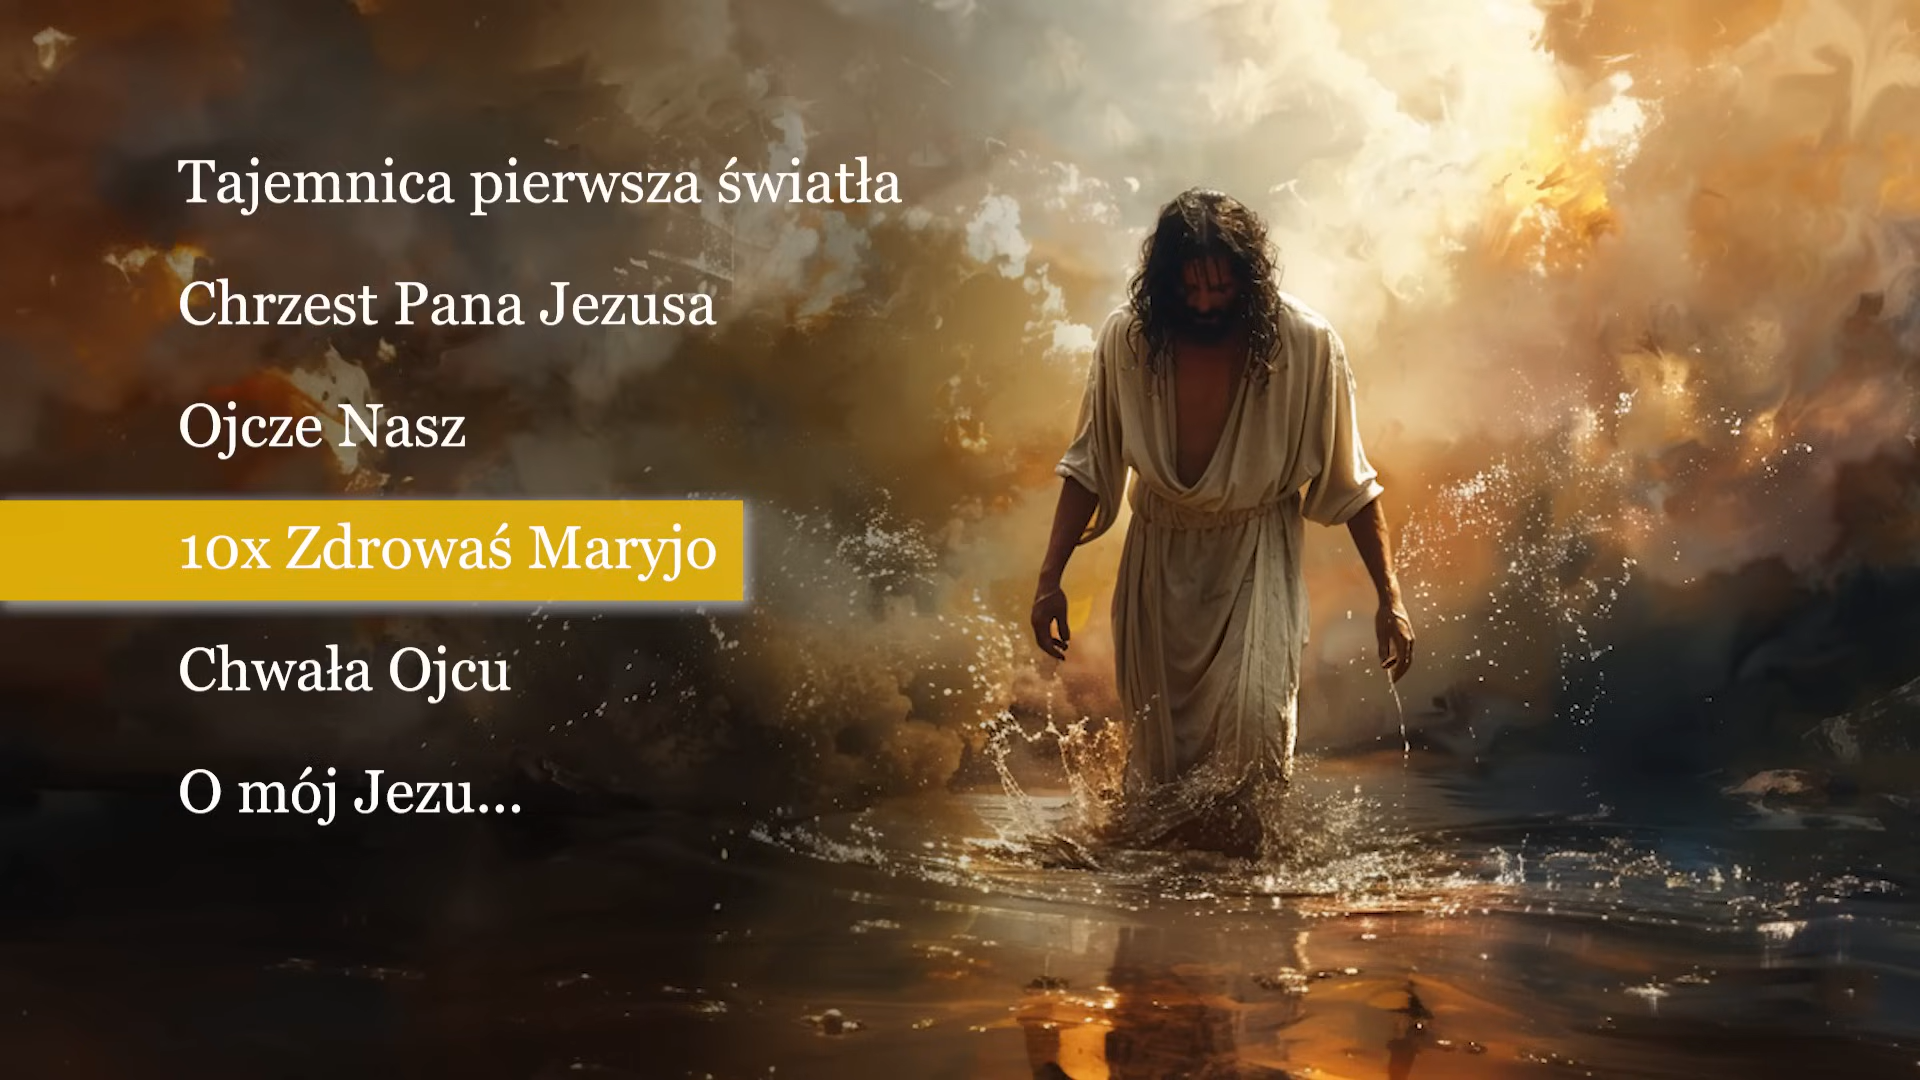 Tajemnica pierwsza światła
Chrzest Pana Jezusa
Ojcze Nasz
10x Zdrowaś Maryjo
Chwała Ojcu
O mój Jezu...